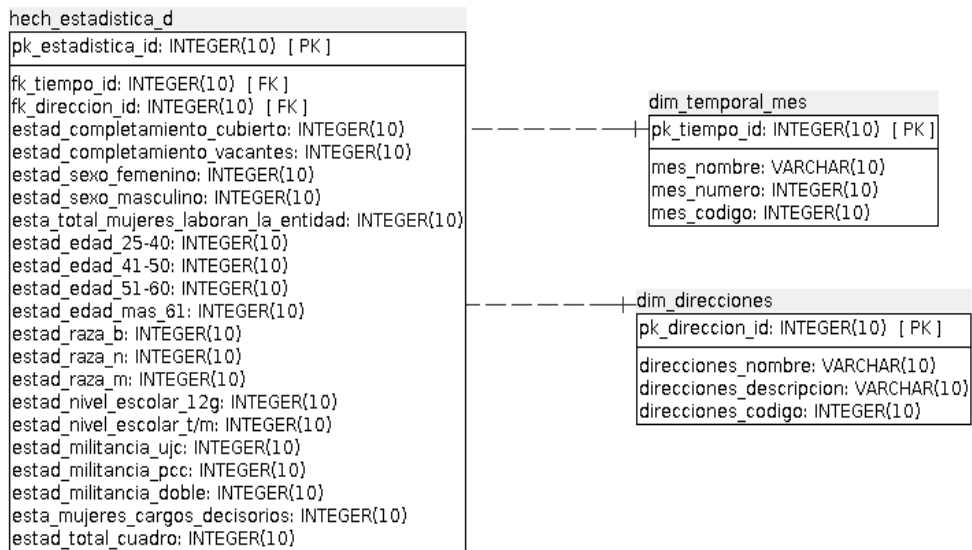 hech_estadistica_d
pk_estadistica_id: INTEGER(10) [ PK ]
fk_tiempo_id: INTEGER(10) [ FK ]
fk_direccion_id: INTEGER(10) [ FK ]
estad_completamiento_cubierto: INTEGER(10)
estad_completamiento_vacantes: INTEGER(10)
estad_sexo_femenino: INTEGER(10)
estad_sexo_masculino: INTEGER(10)
esta_total_mujeres_laboran_la_entidad: INTEGER(10)
estad_edad_25-40: INTEGER(10)
estad_edad_41-50: INTEGER(10)
estad_edad_51-60: INTEGER(10)
estad_edad_mas_61: INTEGER(10)
estad_raza_b: INTEGER(10)
estad_raza_n: INTEGER(10)
estad_raza_m: INTEGER(10)
estad_nivel_escolar_12g: INTEGER(10)
estad_nivel_escolar_t/m: INTEGER(10)
estad_militancia_ujc: INTEGER(10)
estad_militancia_pcc: INTEGER(10)
estad_militancia_doble: INTEGER(10)
esta_mujeres_cargos_decisorios: INTEGER(10)
estad_total_cuadro: INTEGER(10)
dim_temporal_mes
pk_tiempo_id: INTEGER(10) [ PK ]
mes_nombre: VARCHAR(10)
mes_numero: INTEGER(10)
mes_codigo: INTEGER(10)
dim_direcciones
pk_direccion_id: INTEGER(10) [ PK ]
direcciones_nombre: VARCHAR(10)
direcciones_descripcion: VARCHAR(10)
direcciones_codigo: INTEGER(10)